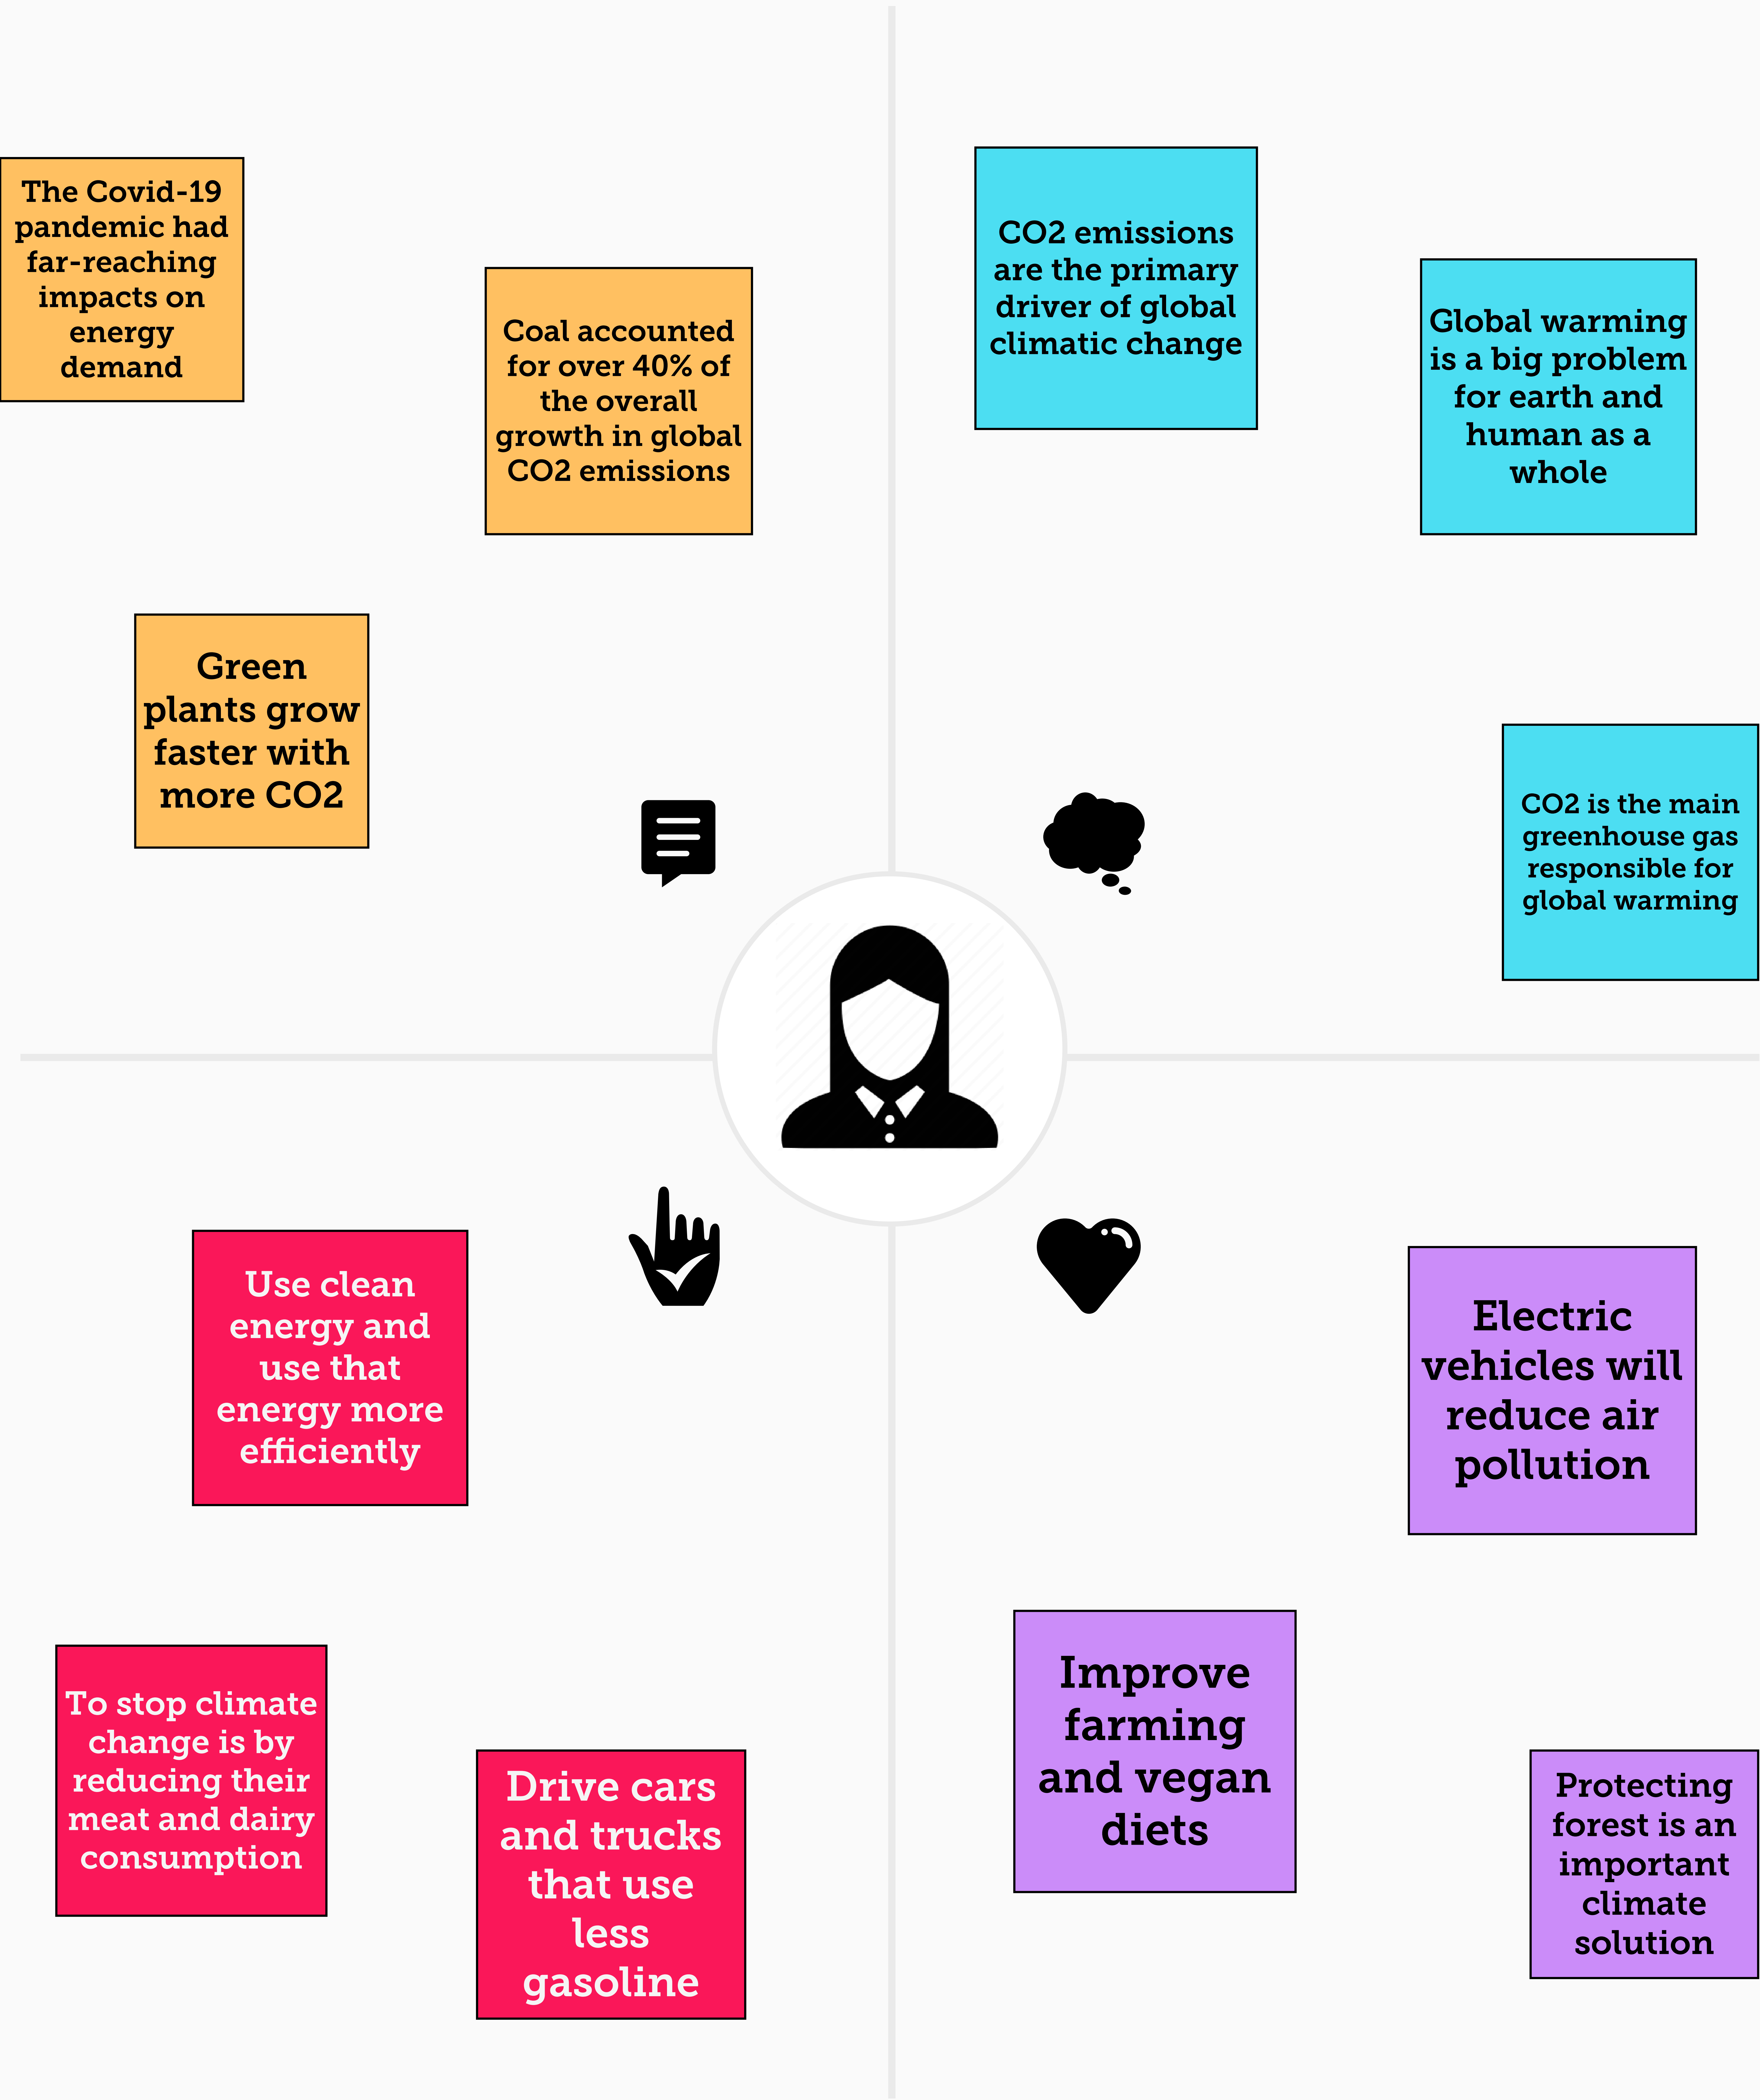 The Covid-19
pandemic had
far-reaching
impacts on
energy
demand
Coal accounted
for over 40% of
the overall
growth in global
CO2 emissions
Green
plants grow
faster with
more CO2
CO2 emissions
are the primary
driver of global
climatic change
Global warming
is a big problem
for earth and
human as a
whole
CO2 is the main
greenhouse gas
responsible for
global warming
Use clean
energy and
use that
energy more
efficiently
To stop climate
change is by
reducing their
meat and dairy
consumption
Drive cars
and trucks
that use
less
gasoline
Electric
vehicles will
reduce air
pollution
Improve
farming
and vegan
diets
Protecting
forest is an
important
climate
solution